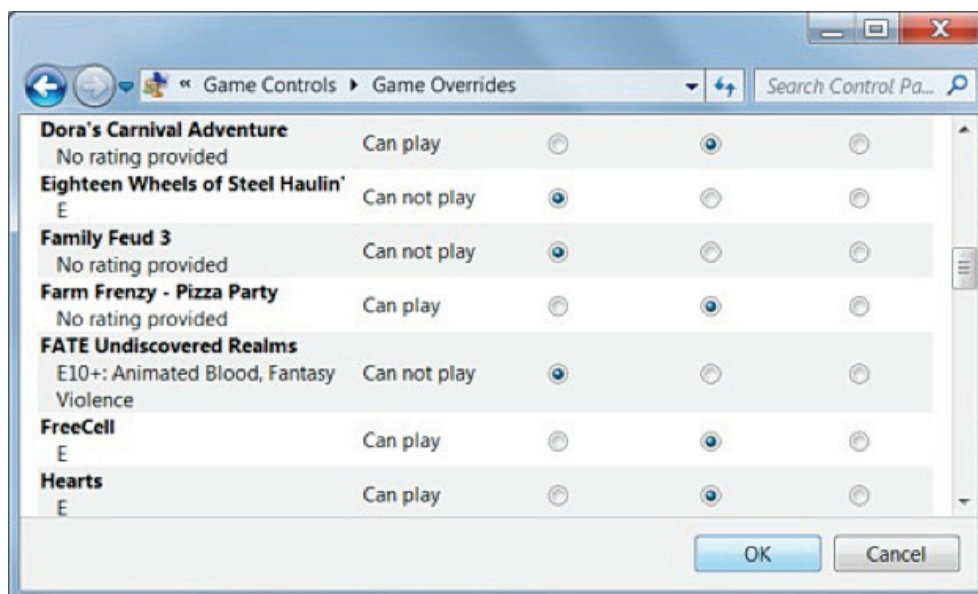 « Game Controls ▸ Game Overrides Search Control Pa...
Dora's Carnival Adventure
No rating provided
Can play
Eighteen Wheels of Steel Haulin'
E
Can not play
Family Feud 3
No rating provided
Can not play
Farm Frenzy - Pizza Party
No rating provided
Can play
FATE Undiscovered Realms
E10+: Animated Blood, Fantasy
Violence
Can not play
FreeCell
E
Can play
Hearts
E
Can play
OK Cancel